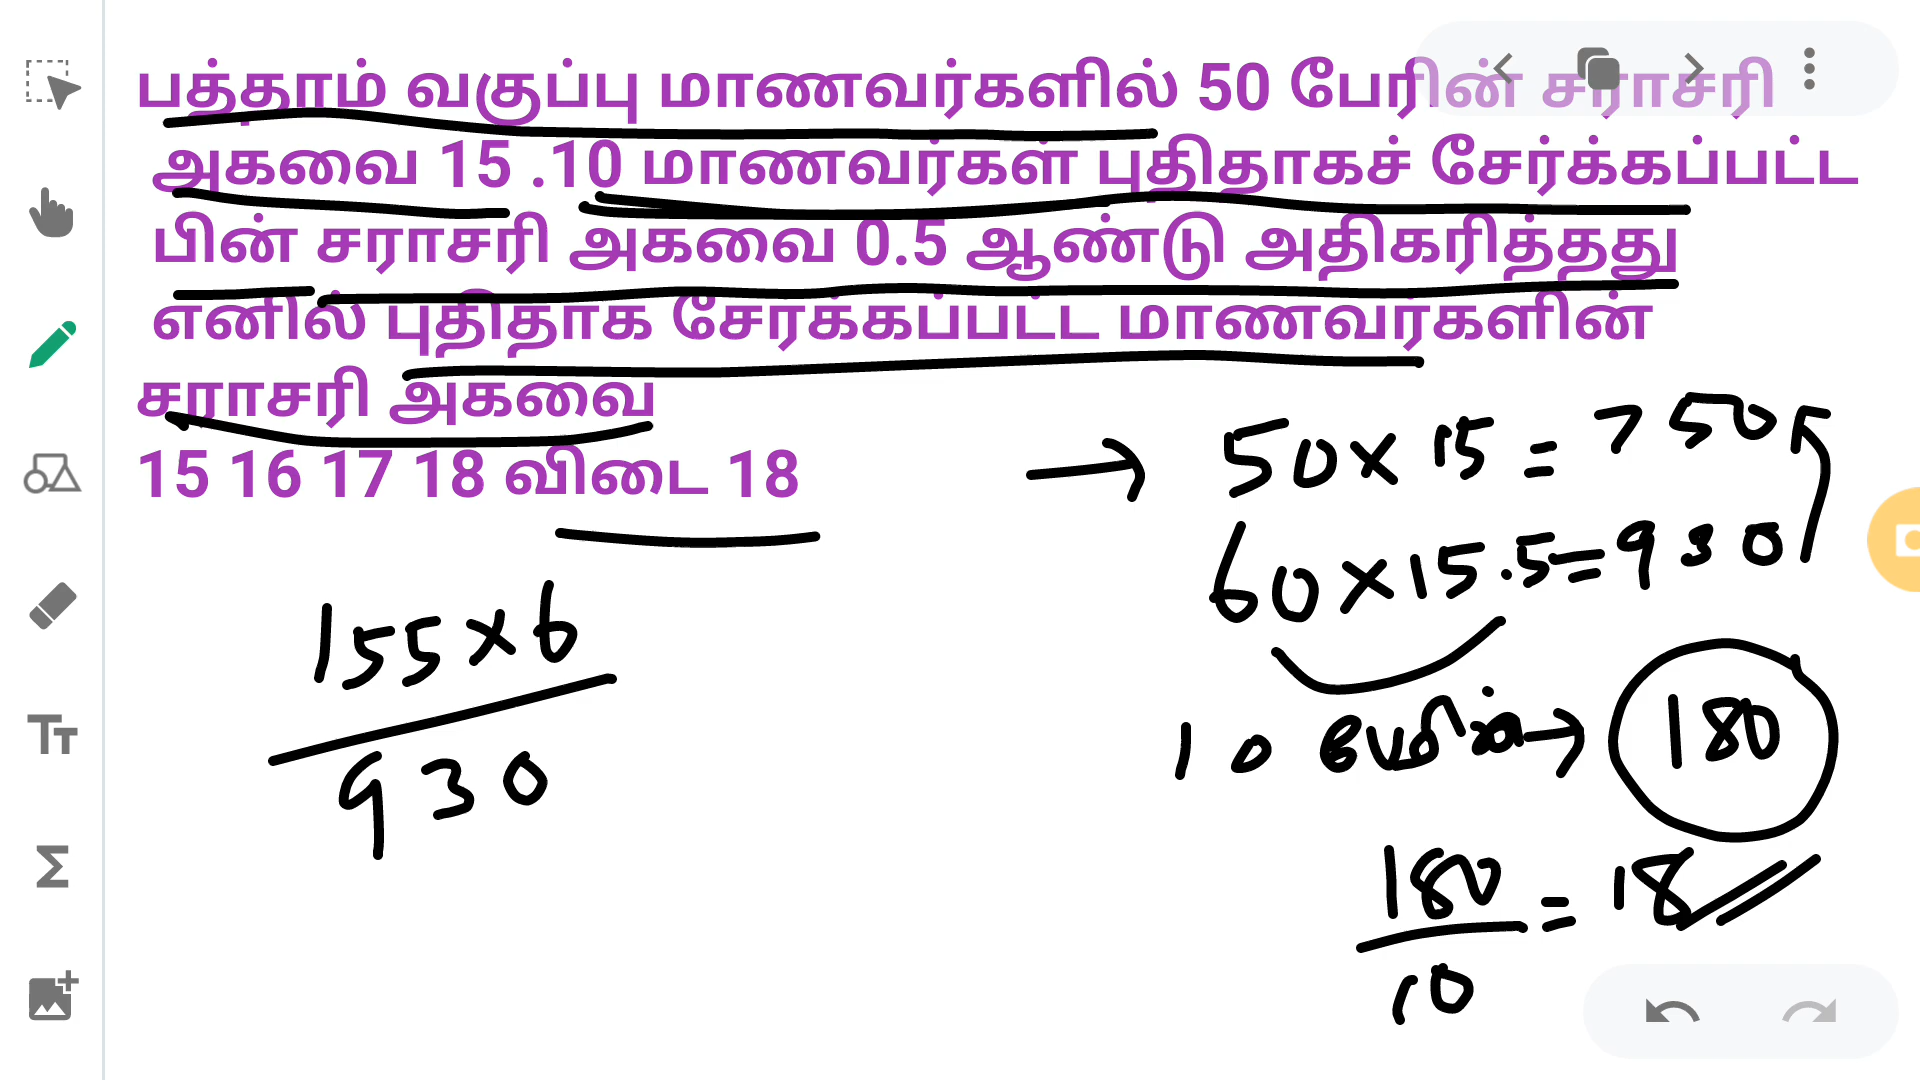 பத்தாம் வகுப்பு மாணவர்களில் 50 பேரின் சராசரி
அகவை 15 .10 மாணவர்கள் புதிதாகச் சேர்க்கப்பட்ட
பின் சராசரி அகவை 0.5 ஆண்டு அதிகரித்தது
எனில் புதிதாக சேர்க்கப்பட்ட மாணவர்களின்
சராசரி அகவை
15 16 17 18 விடை 18
→ 50 × 15 = 750
60 × 15.5 = 930
155 × 6
930
10 பேரின் → 180
180
10
= 18
Tт
Σ